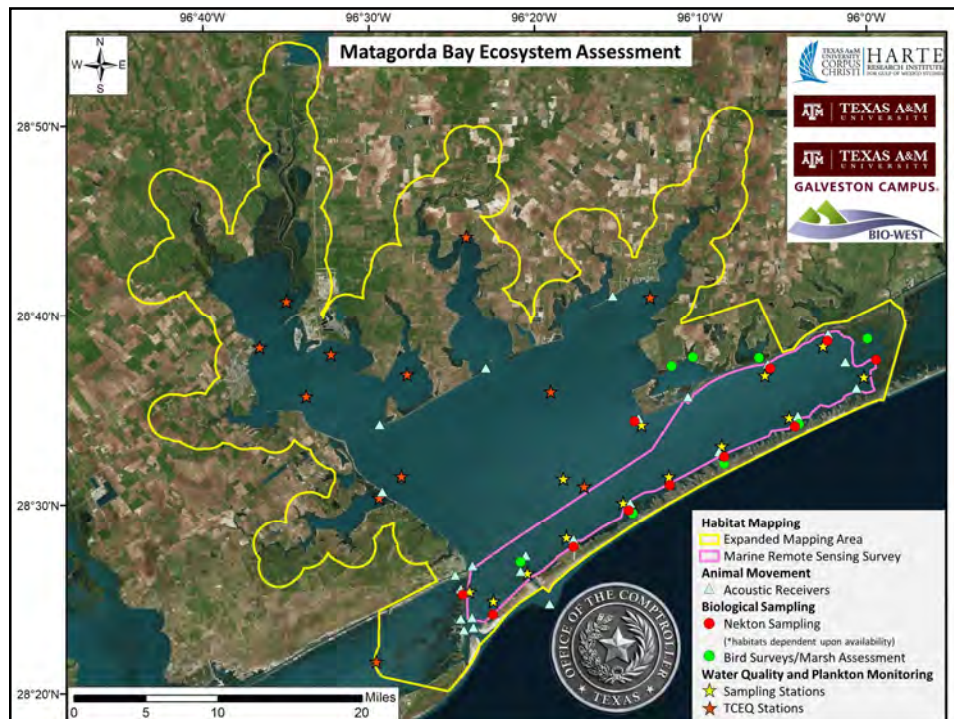 96°40'W 96°30'W 96°20'W 96°10'W 96°0'W
N
W E
S
Matagorda Bay Ecosystem Assessment
TEXAS A&M
UNIVERSITY
CORPUS
CHRISTI
HARTE
RESEARCH INSTITUTE
FOR GULF OF MEXICO STUDIES
ĀTM TEXAS A&M
UNIVERSITY
ĀTM TEXAS A&M
UNIVERSITY
GALVESTON CAMPUS®
BIO-WEST
28°50'N
28°40'N
28°30'N
28°20'N
Habitat Mapping
Expanded Mapping Area
Marine Remote Sensing Survey
Animal Movement
Acoustic Receivers
Biological Sampling
Nekton Sampling
(*habitats dependent upon availability)
Bird Surveys/Marsh Assessment
Water Quality and Plankton Monitoring
Sampling Stations
TCEQ Stations
OFFICE OF THE COMPTROLLER
TEXAS
Miles
0 5 10 20